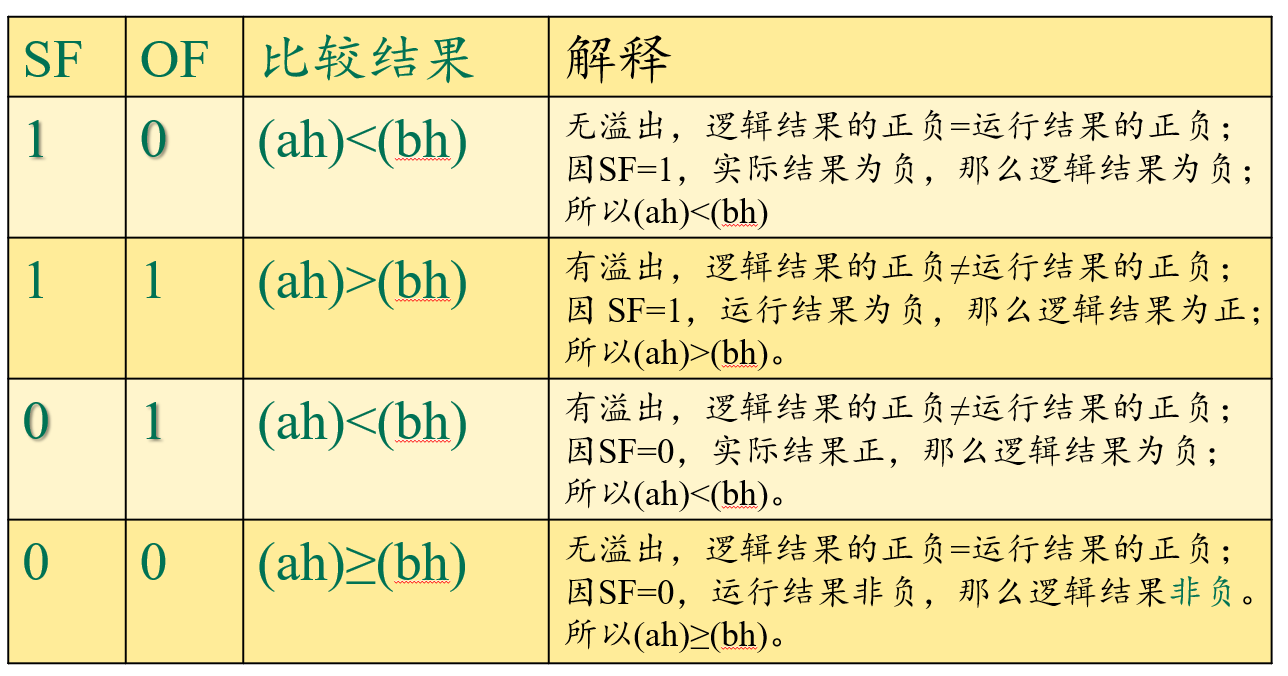 SF OF 比较结果 解释
1 0 (ah)<(bh) 无溢出，逻辑结果的正负=运行结果的正负；
因SF=1，实际结果为负，那么逻辑结果为负；
所以(ah)<(bh)
1 1 (ah)>(bh) 有溢出，逻辑结果的正负≠运行结果的正负；
因 SF=1，运行结果为负，那么逻辑结果为正；
所以(ah)>(bh)。
0 1 (ah)<(bh) 有溢出，逻辑结果的正负≠运行结果的正负；
因SF=0，实际结果正，那么逻辑结果为负；
所以(ah)<(bh)。
0 0 (ah)≥(bh) 无溢出，逻辑结果的正负=运行结果的正负；
因SF=0，运行结果非负，那么逻辑结果非负。
所以(ah)≥(bh)。